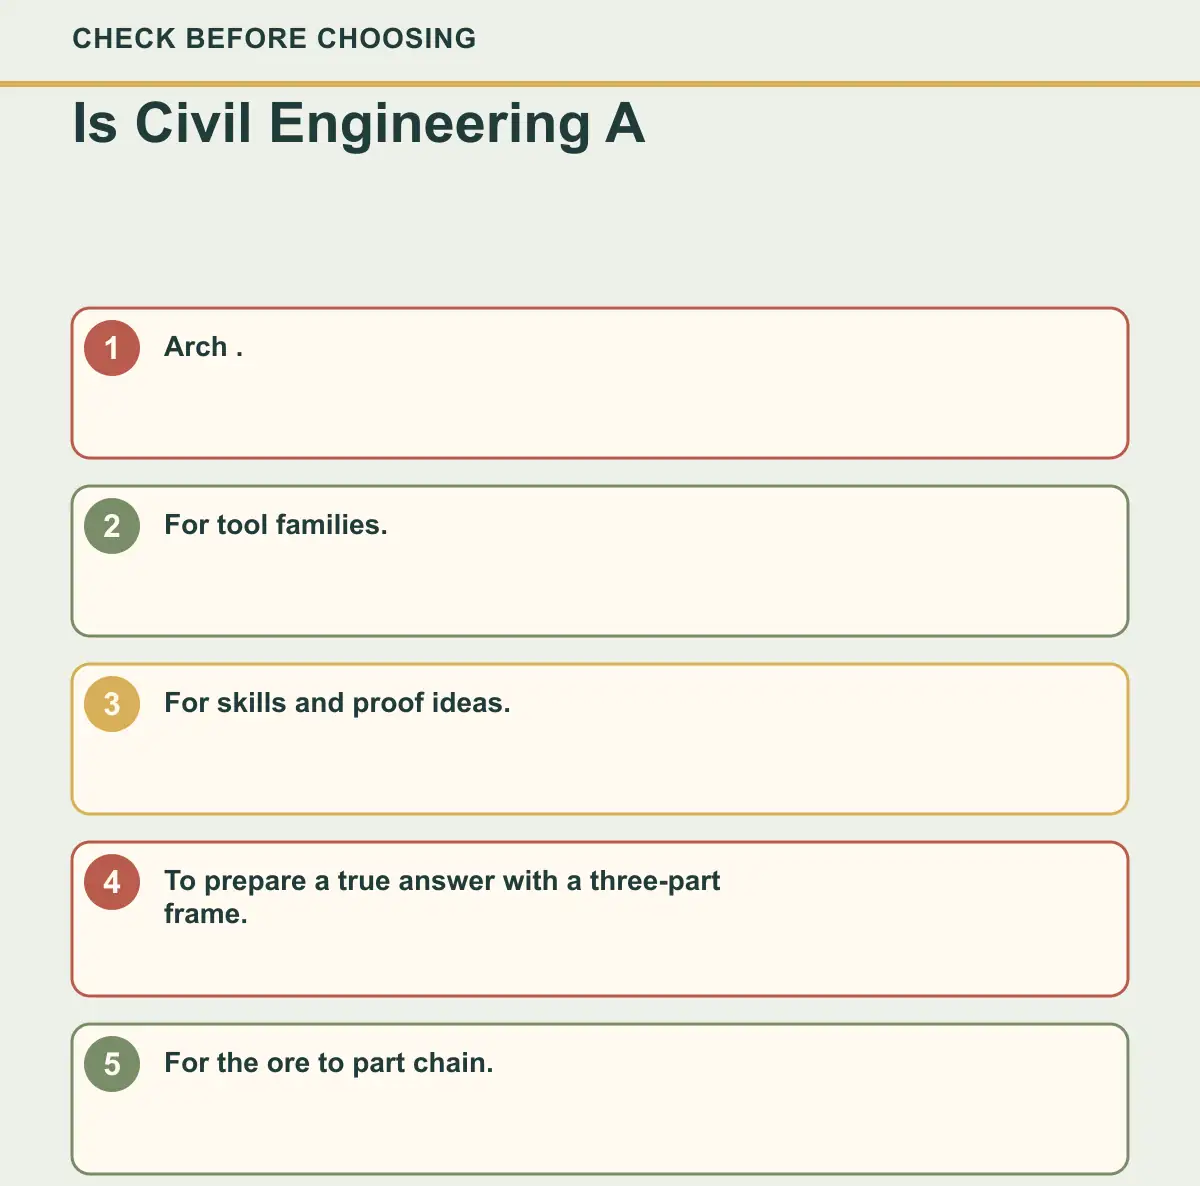 CHECK BEFORE CHOOSING
Is Civil Engineering A
1 Arch .
2 For tool families.
3 For skills and proof ideas.
4 To prepare a true answer with a three-part
frame.
5 For the ore to part chain.